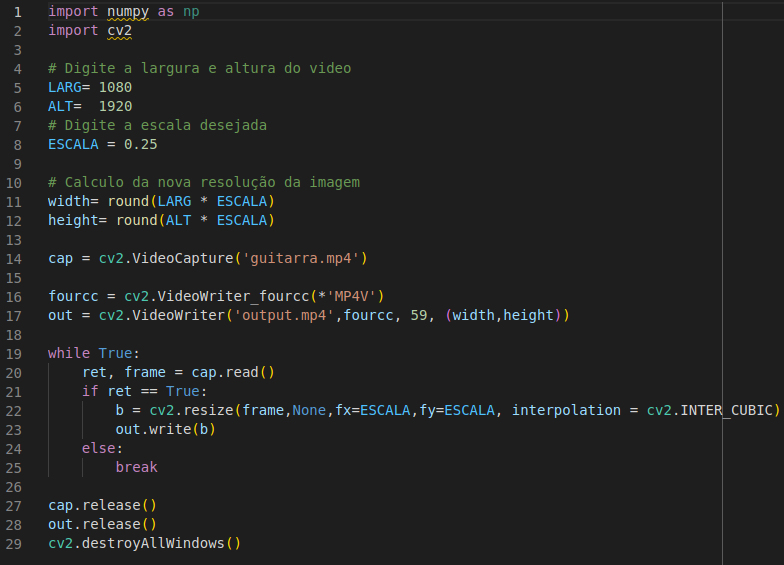 1 import numpy as np
2 import cv2
3
4 # Digite a largura e altura do video
5 LARG= 1080
6 ALT=  1920
7 # Digite a escala desejada
8 ESCALA = 0.25
9
10 # Calculo da nova resolução da imagem
11 width= round(LARG * ESCALA)
12 height= round(ALT * ESCALA)
13
14 cap = cv2.VideoCapture('guitarra.mp4')
15
16 fourcc = cv2.VideoWriter_fourcc(*'MP4V')
17 out = cv2.VideoWriter('output.mp4',fourcc, 59, (width,height))
18
19 while True:
20     ret, frame = cap.read()
21     if ret == True:
22         b = cv2.resize(frame,None,fx=ESCALA,fy=ESCALA, interpolation = cv2.INTER_CUBIC)
23         out.write(b)
24     else:
25         break
26
27 cap.release()
28 out.release()
29 cv2.destroyAllWindows()